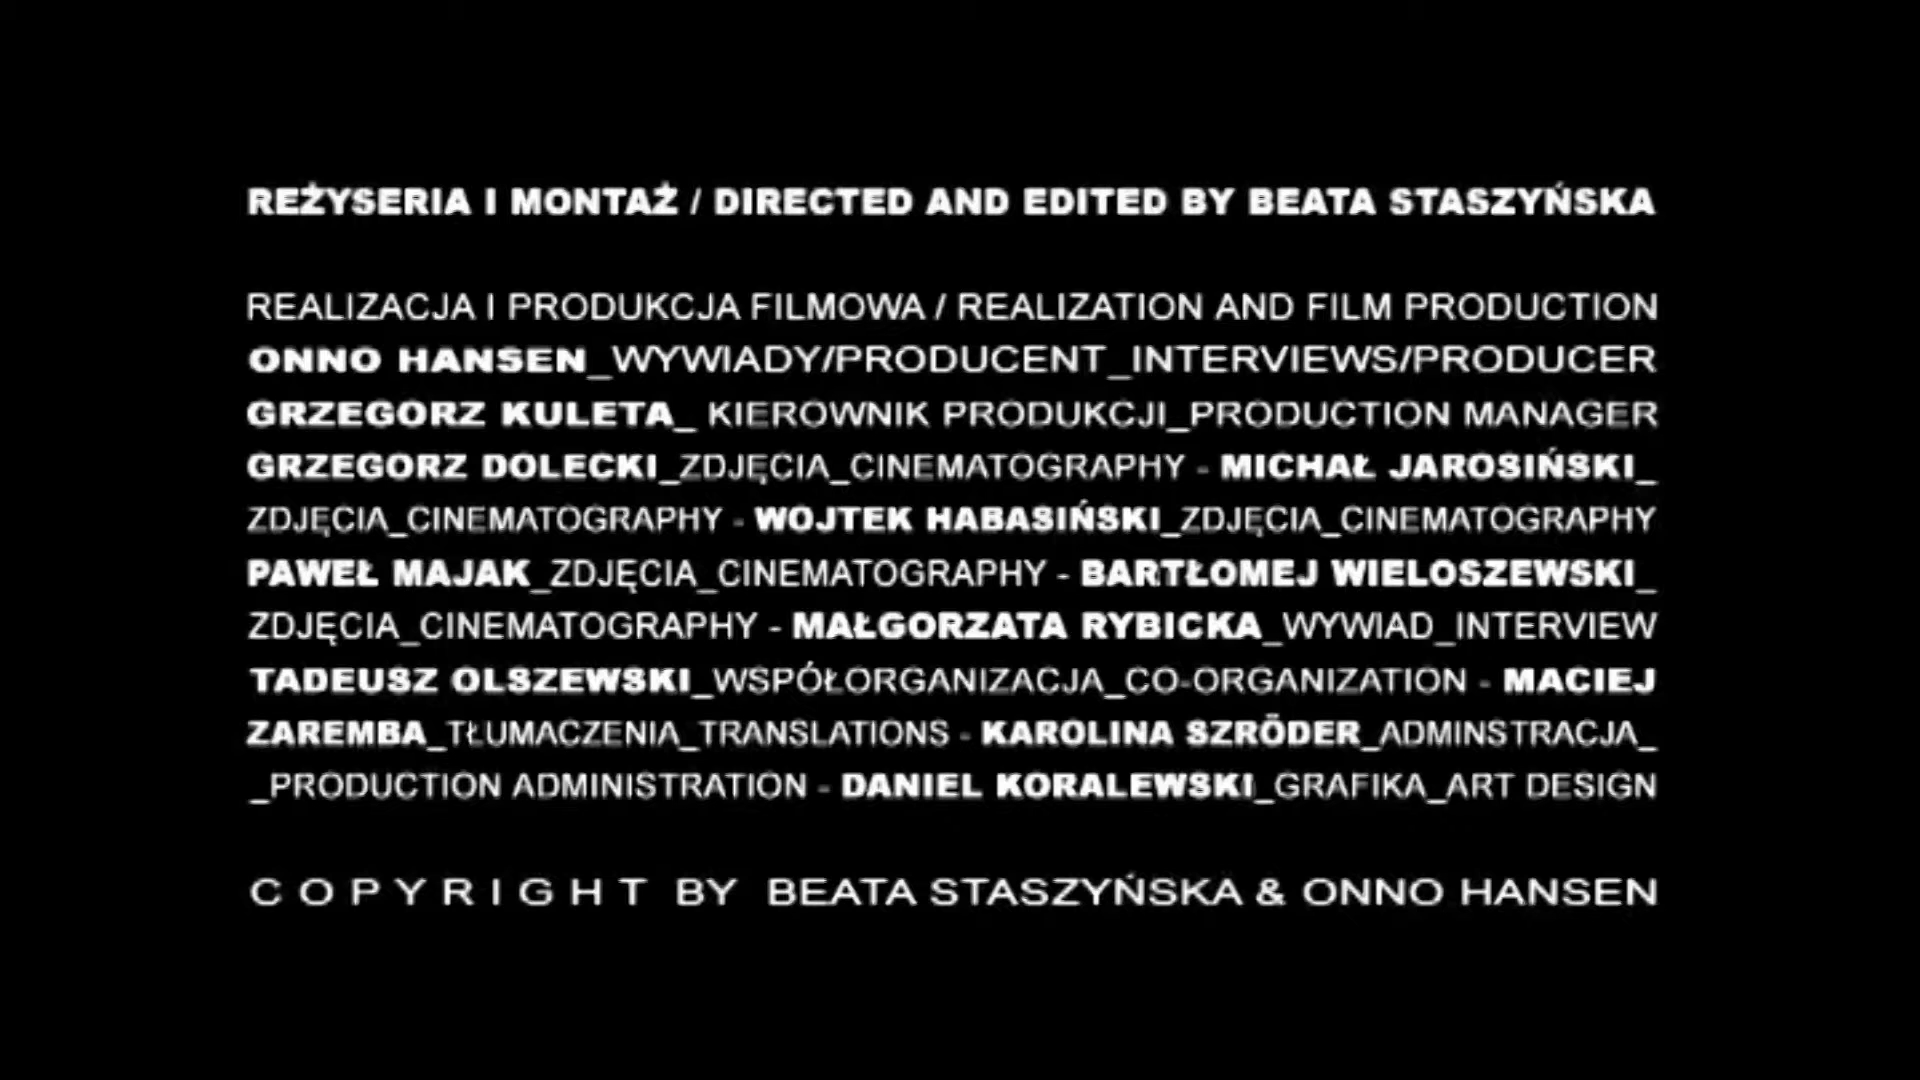 REŻYSERIA I MONTAŻ / DIRECTED AND EDITED BY BEATA STASZYŃSKA
REALIZACJA I PRODUKCJA FILMOWA / REALIZATION AND FILM PRODUCTION
ONNO HANSEN_WYWIADY/PRODUCENT_INTERVIEWS/PRODUCER
GRZEGORZ KULETA_ KIEROWNIK PRODUKCJI_PRODUCTION MANAGER
GRZEGORZ DOLECKI_ZDJĘCIA_CINEMATOGRAPHY - MICHAŁ JAROSIŃSKI_
ZDJĘCIA_CINEMATOGRAPHY - WOJTEK HABASIŃSKI_ZDJĘCIA_CINEMATOGRAPHY
PAWEŁ MAJAK_ZDJĘCIA_CINEMATOGRAPHY - BARTŁOMEJ WIELOSZEWSKI_
ZDJĘCIA_CINEMATOGRAPHY - MAŁGORZATA RYBICKA_WYWIAD_INTERVIEW
TADEUSZ OLSZEWSKI_WSPÓŁORGANIZACJA_CO-ORGANIZATION - MACIEJ
ZAREMBA_TŁUMACZENIA_TRANSLATIONS - KAROLINA SZRÖDER_ADMINSTRACJA_
_PRODUCTION ADMINISTRATION - DANIEL KORALEWSKI_GRAFIKA_ART DESIGN
C O P Y R I G H T BY BEATA STASZYŃSKA & ONNO HANSEN